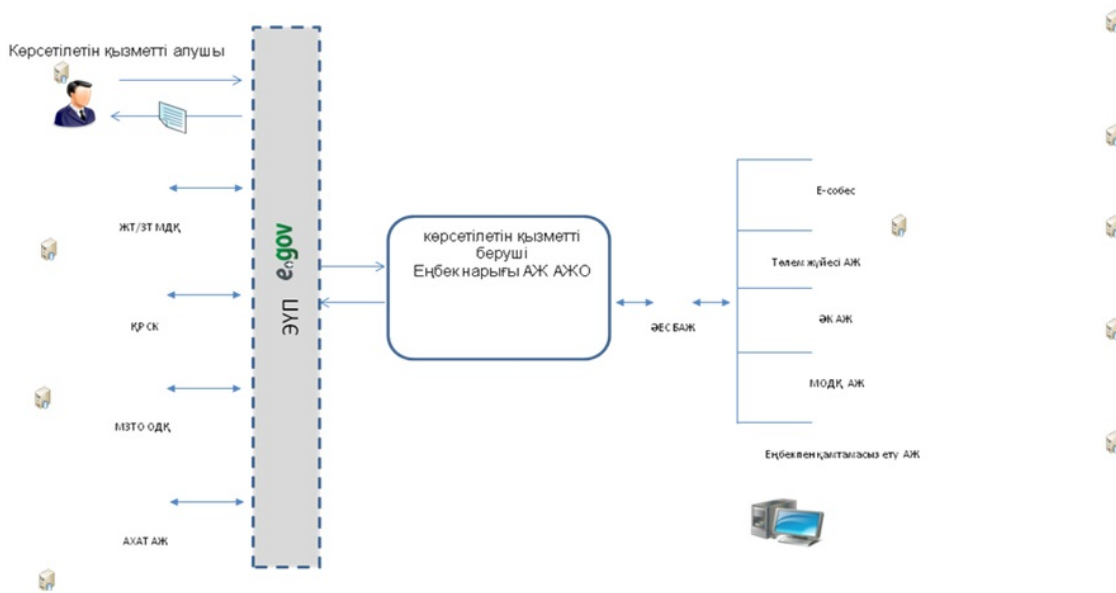 Көрсетілетін қызметті алушы
ЖТ/ЗТ МДҚ
ҚР СК
МЗТО ОДҚ
АХАТ АЖ
ЭҮП egov
көрсетілетін қызметті
беруші
Еңбек нарығы АЖ АЖО
ӘЕС БАЖ
Е-собес
Төлем жүйесі АЖ
ӘК АЖ
МОДҚ АЖ
Еңбекпен қамтамасыз ету АЖ